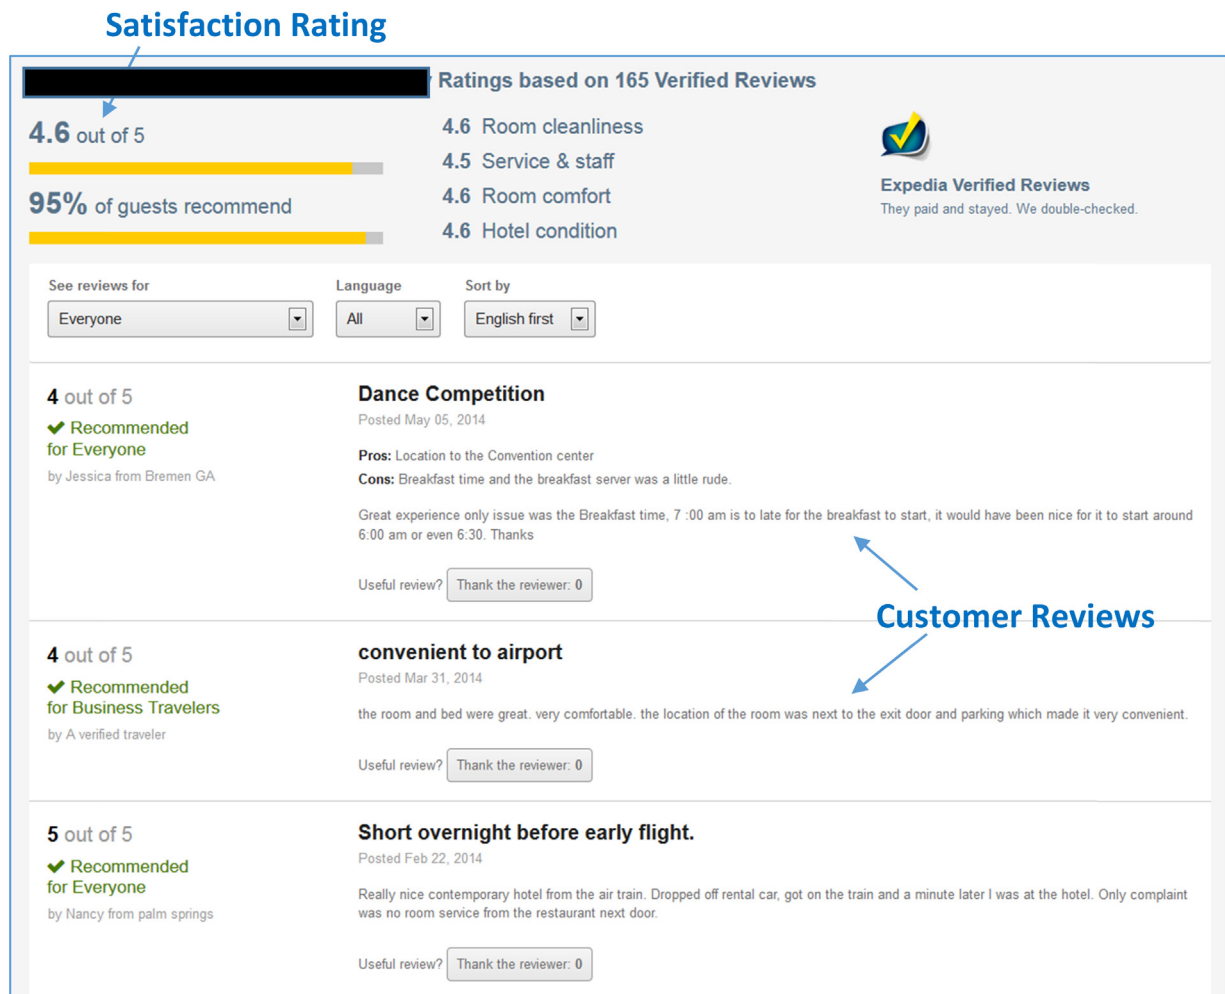 Satisfaction Rating
Ratings based on 165 Verified Reviews
4.6 out of 5
95% of guests recommend
4.6 Room cleanliness
4.5 Service & staff
4.6 Room comfort
4.6 Hotel condition
Expedia Verified Reviews
They paid and stayed. We double-checked.
See reviews for
Everyone
Language
All
Sort by
English first
4 out of 5
Recommended
for Everyone
by Jessica from Bremen GA
Dance Competition
Posted May 05, 2014
Pros: Location to the Convention center
Cons: Breakfast time and the breakfast server was a little rude.
Great experience only issue was the Breakfast time, 7 :00 am is to late for the breakfast to start, it would have been nice for it to start around
6:00 am or even 6:30. Thanks
Useful review? Thank the reviewer: 0
Customer Reviews
4 out of 5
Recommended
for Business Travelers
by A verified traveler
convenient to airport
Posted Mar 31, 2014
the room and bed were great. very comfortable. the location of the room was next to the exit door and parking which made it very convenient.
Useful review? Thank the reviewer: 0
5 out of 5
Recommended
for Everyone
by Nancy from palm springs
Short overnight before early flight.
Posted Feb 22, 2014
Really nice contemporary hotel from the air train. Dropped off rental car, got on the train and a minute later I was at the hotel. Only complaint
was no room service from the restaurant next door.
Useful review? Thank the reviewer: 0